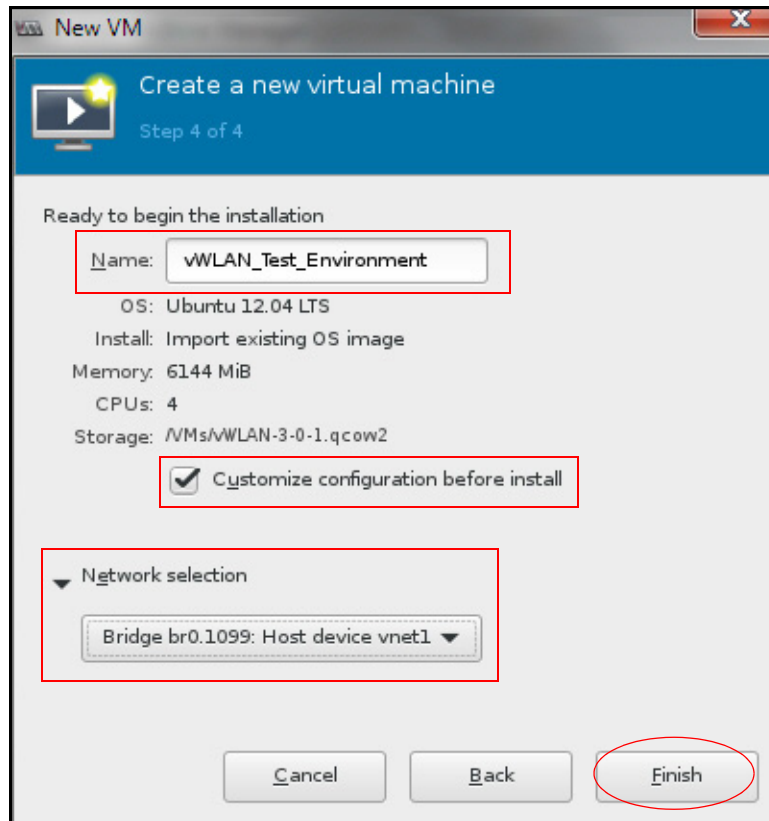 New VM
Create a new virtual machine
Step 4 of 4
Ready to begin the installation
Name: vWLAN_Test_Environment
OS: Ubuntu 12.04 LTS
Install: Import existing OS image
Memory: 6144 MiB
CPUs: 4
Storage: /VMs/vWLAN-3-0-1.qcow2
Customize configuration before install
Network selection
Bridge br0.1099: Host device vnet1
Cancel Back Finish